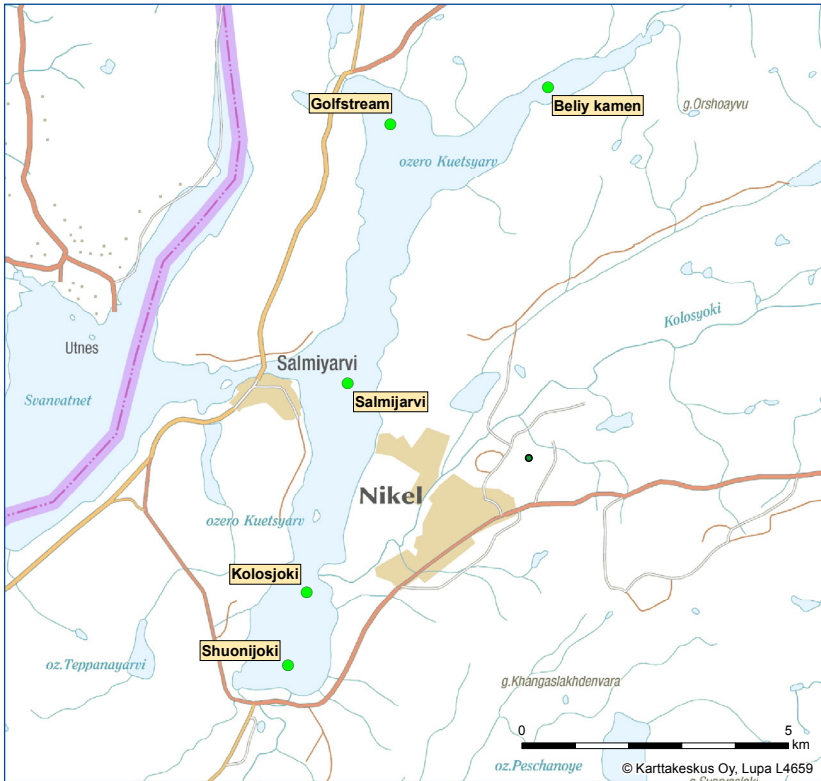 Golfstream
Beliy kamen
g.Orshoayvu
ozero Kuetsyarv
Kolosyoki
Utnes
Salmiyarvi
Svanvatnet
Salmijarvi
Nikel
ozero Kuetsyarv
Kolosjoki
Shuonijoki
oz.Teppanayarvi
g.Khangaslakhdenvara
0 5
km
oz.Peschanoye
© Karttakeskus Oy, Lupa L4659